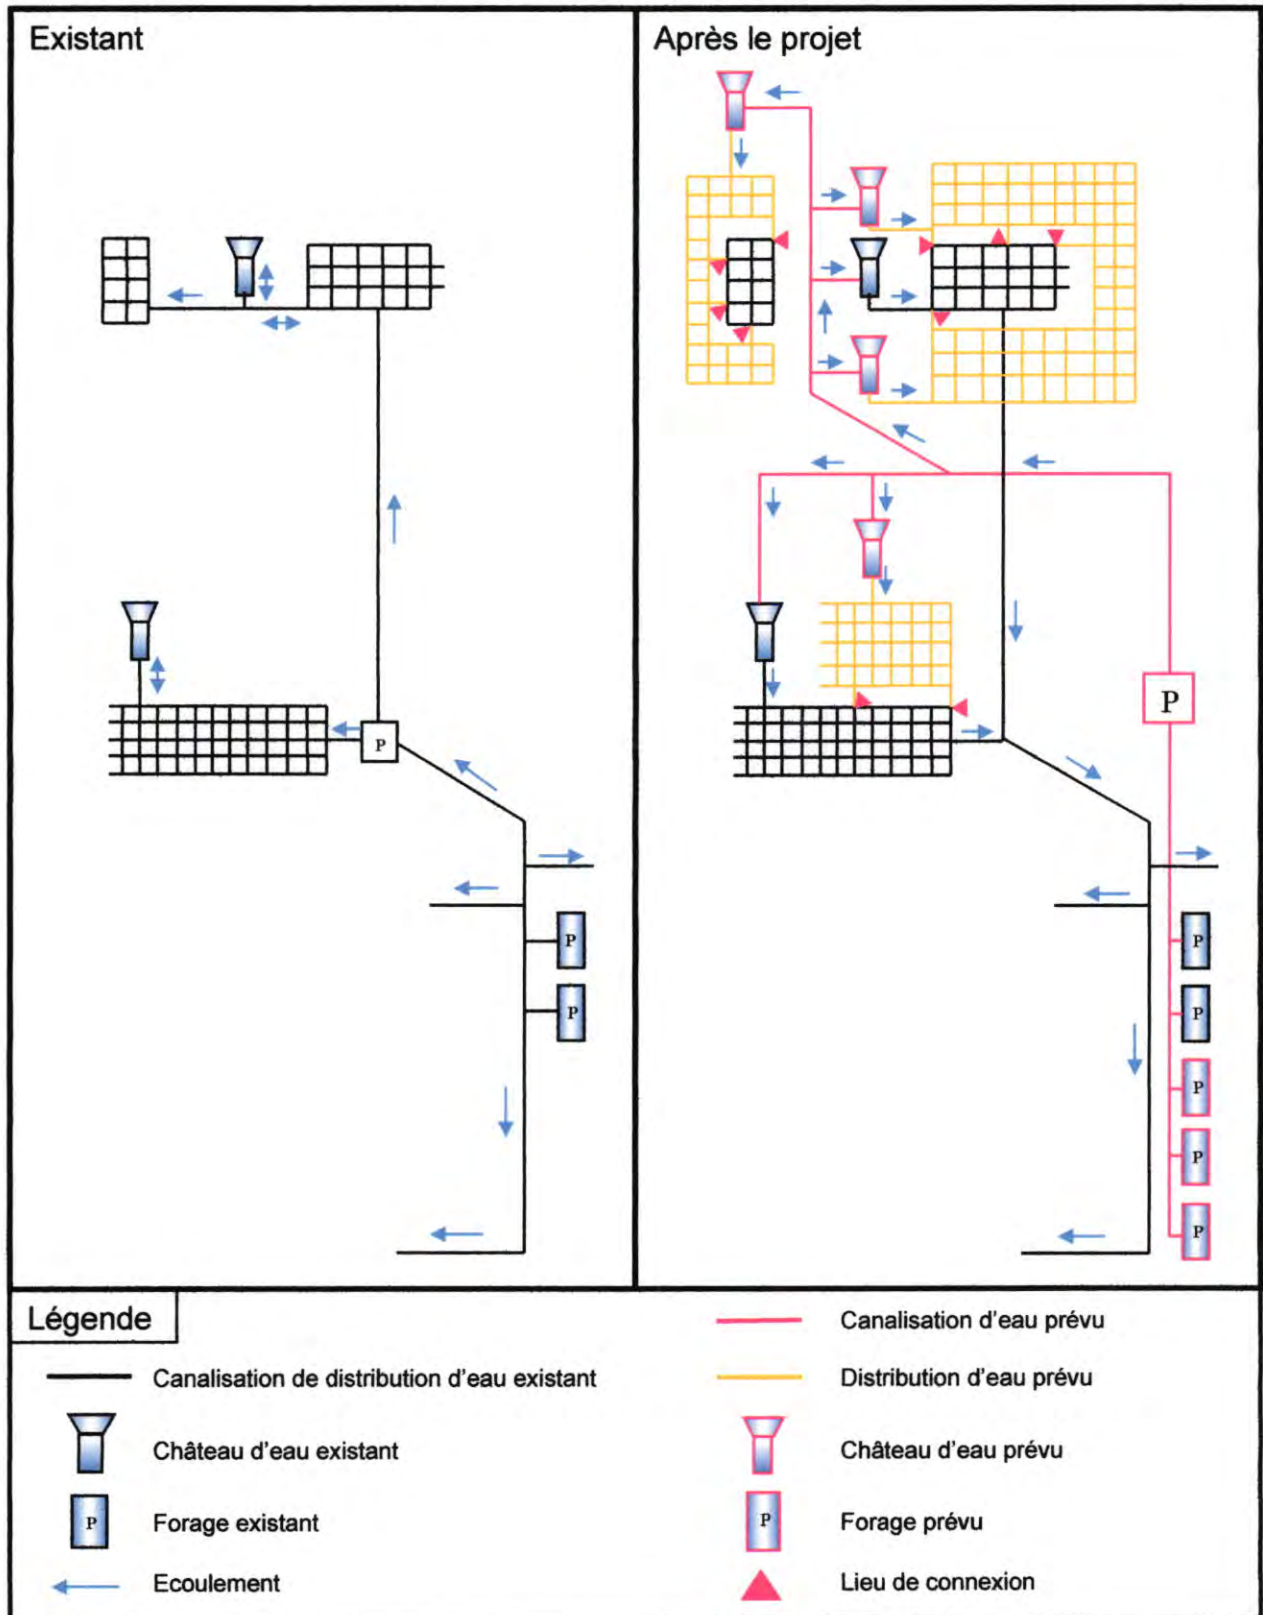 Existant
P
P
P
Après le projet
P
P
P
P
P
P
Légende
Canalisation de distribution d'eau existant
Château d'eau existant
P
Forage existant
Ecoulement
Canalisation d'eau prévu
Distribution d'eau prévu
Château d'eau prévu
P
Forage prévu
Lieu de connexion